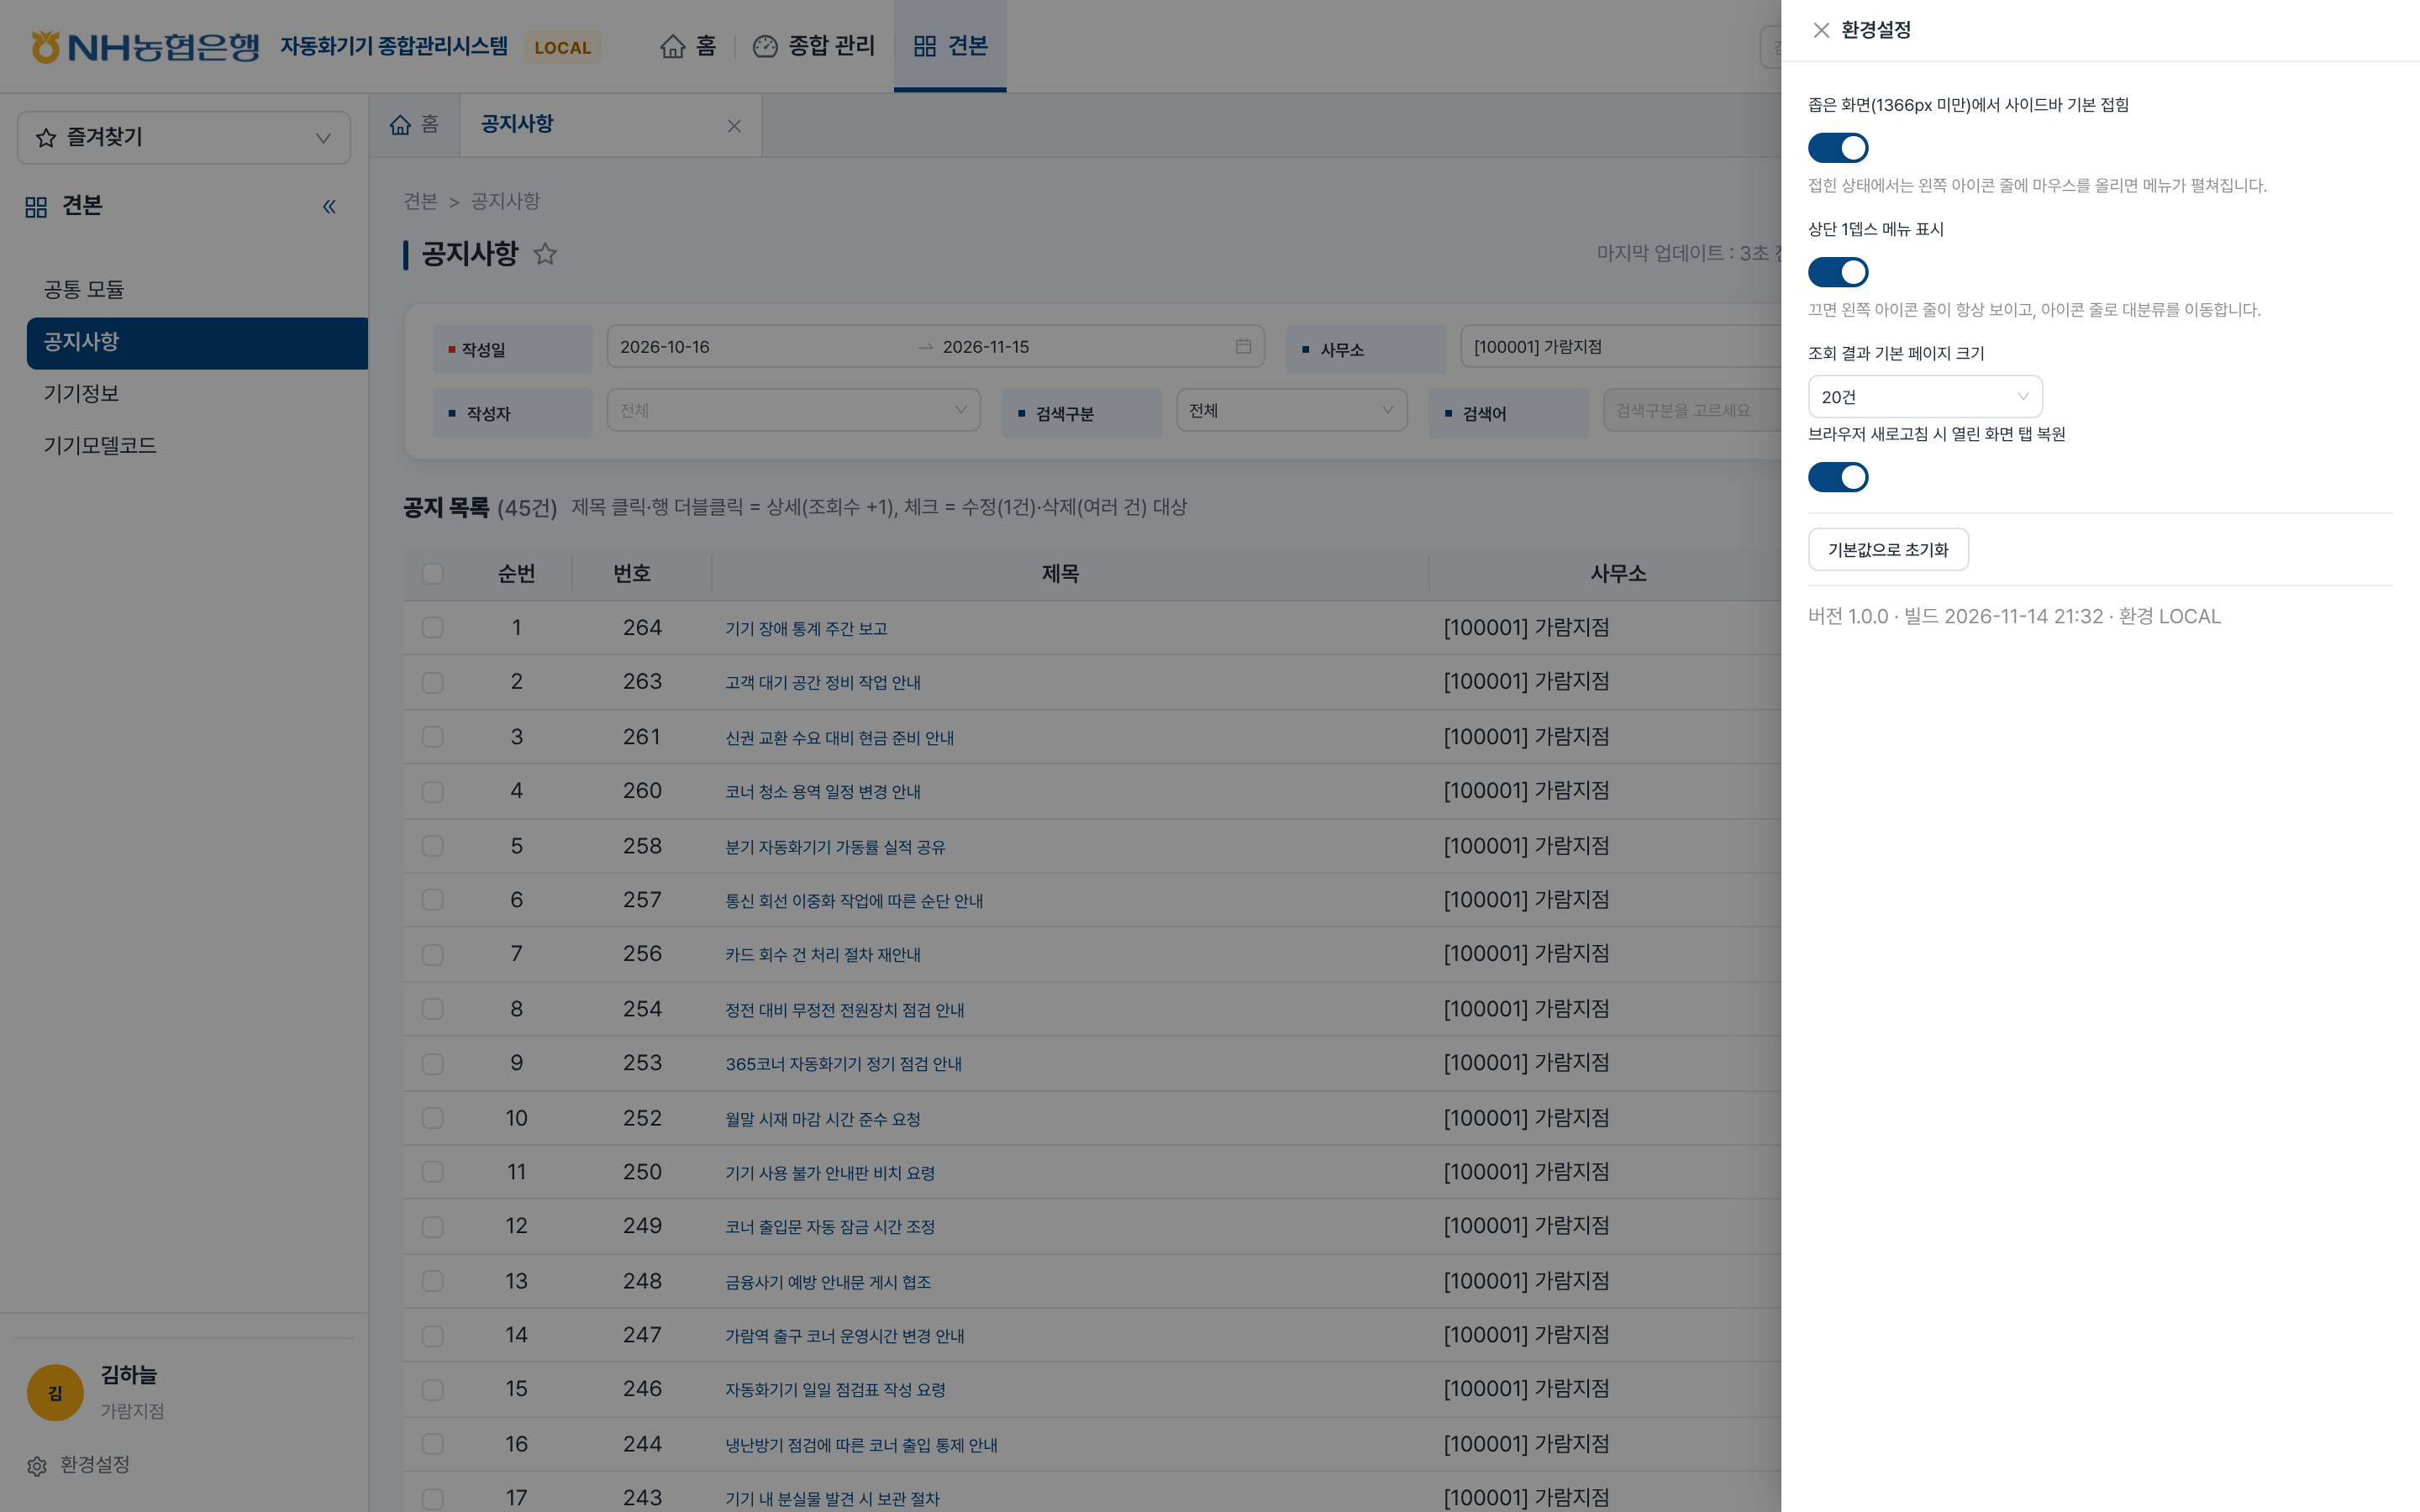 NH농협은행 자동화기기 종합관리시스템 LOCAL 홈 종합 관리 견본
즐겨찾기
견본
공통 모듈
공지사항
기기정보
기기모델코드
김 김하늘
가람지점
환경설정
홈 공지사항
견본 > 공지사항
공지사항 마지막 업데이트 : 3초
작성일 2026-10-16 → 2026-11-15 사무소 [100001] 가람지점
작성자 전체 검색구분 전체 검색어 검색구분을 고르세요
공지 목록 (45건) 제목 클릭·행 더블클릭 = 상세(조회수 +1), 체크 = 수정(1건)·삭제(여러 건) 대상
순번 번호 제목 사무소
1 264 기기 장애 통계 주간 보고 [100001] 가람지점
2 263 고객 대기 공간 정비 작업 안내 [100001] 가람지점
3 261 신권 교환 수요 대비 현금 준비 안내 [100001] 가람지점
4 260 코너 청소 용역 일정 변경 안내 [100001] 가람지점
5 258 분기 자동화기기 가동률 실적 공유 [100001] 가람지점
6 257 통신 회선 이중화 작업에 따른 순단 안내 [100001] 가람지점
7 256 카드 회수 건 처리 절차 재안내 [100001] 가람지점
8 254 정전 대비 무정전 전원장치 점검 안내 [100001] 가람지점
9 253 365코너 자동화기기 정기 점검 안내 [100001] 가람지점
10 252 월말 시재 마감 시간 준수 요청 [100001] 가람지점
11 250 기기 사용 불가 안내판 비치 요령 [100001] 가람지점
12 249 코너 출입문 자동 잠금 시간 조정 [100001] 가람지점
13 248 금융사기 예방 안내문 게시 협조 [100001] 가람지점
14 247 가람역 출구 코너 운영시간 변경 안내 [100001] 가람지점
15 246 자동화기기 일일 점검표 작성 요령 [100001] 가람지점
16 244 냉난방기 점검에 따른 코너 출입 통제 안내 [100001] 가람지점
17 243 기기 내 분실물 발견 시 보관 절차 [100001] 가람지점
환경설정
좁은 화면(1366px 미만)에서 사이드바 기본 접힘
접힌 상태에서는 왼쪽 아이콘 줄에 마우스를 올리면 메뉴가 펼쳐집니다.
상단 1뎁스 메뉴 표시
끄면 왼쪽 아이콘 줄이 항상 보이고, 아이콘 줄로 대분류를 이동합니다.
조회 결과 기본 페이지 크기
20건
브라우저 새로고침 시 열린 화면 탭 복원
기본값으로 초기화
버전 1.0.0 · 빌드 2026-11-14 21:32 · 환경 LOCAL